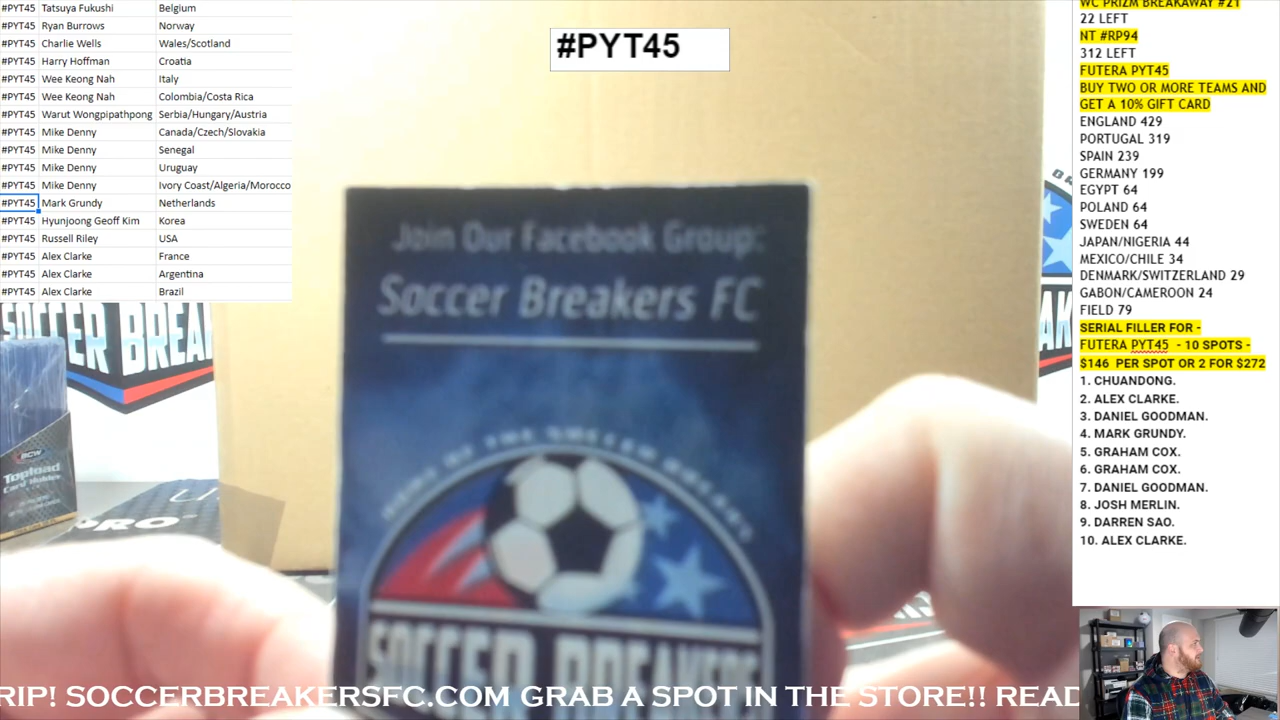 #PYT45 Tatsuya Fukushi Belgium
#PYT45 Ryan Burrows Norway
#PYT45 Charlie Wells Wales/Scotland
#PYT45 Harry Hoffman Croatia
#PYT45 Wee Keong Nah Italy
#PYT45 Wee Keong Nah Colombia/Costa Rica
#PYT45 Warut Wongpipathpong Serbia/Hungary/Austria
#PYT45 Mike Denny Canada/Czech/Slovakia
#PYT45 Mike Denny Senegal
#PYT45 Mike Denny Uruguay
#PYT45 Mike Denny Ivory Coast/Algeria/Morocco
#PYT45 Mark Grundy Netherlands
#PYT45 Hyunjoong Geoff Kim Korea
#PYT45 Russell Riley USA
#PYT45 Alex Clarke France
#PYT45 Alex Clarke Argentina
#PYT45 Alex Clarke Brazil
#PYT45
Join Our Facebook Group:
Soccer Breakers FC
SOCCER BREAKERS
SOCCER BREAK
BCW
Topload
Card Holder
WC PRIZM BREAKAWAY #21
22 LEFT
NT #RP94
312 LEFT
FUTERA PYT45
BUY TWO OR MORE TEAMS AND
GET A 10% GIFT CARD
ENGLAND 429
PORTUGAL 319
SPAIN 239
GERMANY 199
EGYPT 64
POLAND 64
SWEDEN 64
JAPAN/NIGERIA 44
MEXICO/CHILE 34
DENMARK/SWITZERLAND 29
GABON/CAMEROON 24
FIELD 79
SERIAL FILLER FOR -
FUTERA PYT45 - 10 SPOTS -
$146 PER SPOT OR 2 FOR $272
1. CHUANDONG.
2. ALEX CLARKE.
3. DANIEL GOODMAN.
4. MARK GRUNDY.
5. GRAHAM COX.
6. GRAHAM COX.
7. DANIEL GOODMAN.
8. JOSH MERLIN.
9. DARREN SAO.
10. ALEX CLARKE.
RIP! SOCCERBREAKERSFC.COM GRAB A SPOT IN THE STORE!! READ